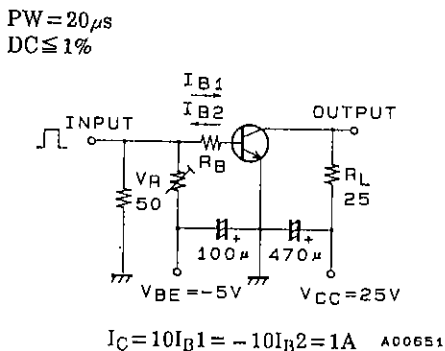 PW=20μs
DC≦1%
IB1
IB2
INPUT
OUTPUT
RB
VR
50
RL
25
100μ
+
470μ
+
VBE=-5V
VCC=25V
IC=10IB1=-10IB2=1A
A00651